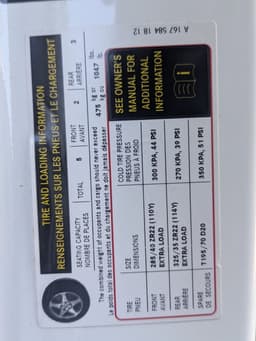 TIRE AND LOADING INFORMATION
RENSEIGNEMENTS SUR LES PNEUS ET LE CHARGEMENT
SEATING CAPACITY TOTAL 5 FRONT 2 REAR 3
NOMBRE DE PLACES AVANT ARRIÈRE
The combined weight of occupants and cargo should never exceed 475 kg or 1047 lbs.
Le poids total des occupants et du chargement ne doit jamais dépasser kg ou lb.
TIRE SIZE COLD TIRE PRESSURE
PNEU DIMENSIONS PRESSION DES
PNEUS À FROID
FRONT 285/45 ZR22 (110Y) 300 KPA, 44 PSI
AVANT EXTRA LOAD
REAR 325/35 ZR22 (114Y) 270 KPA, 39 PSI
ARRIÈRE EXTRA LOAD
SPARE T195/70 D20 350 KPA, 51 PSI
DE SECOURS
SEE OWNER'S
MANUAL FOR
ADDITIONAL
INFORMATION
A 167 584 18 12